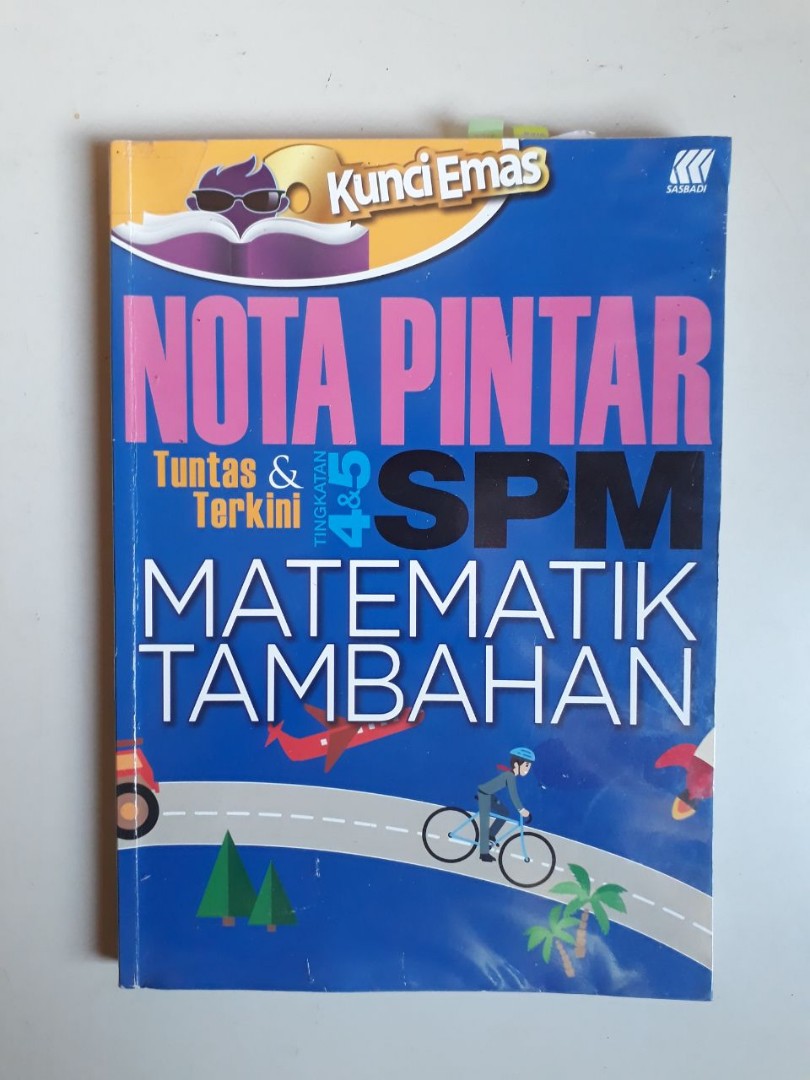 Kunci Emas
SASBADI
NOTA PINTAR
Tuntas &
Terkini
TINGKATAN
4&5
SPM
MATEMATIK
TAMBAHAN